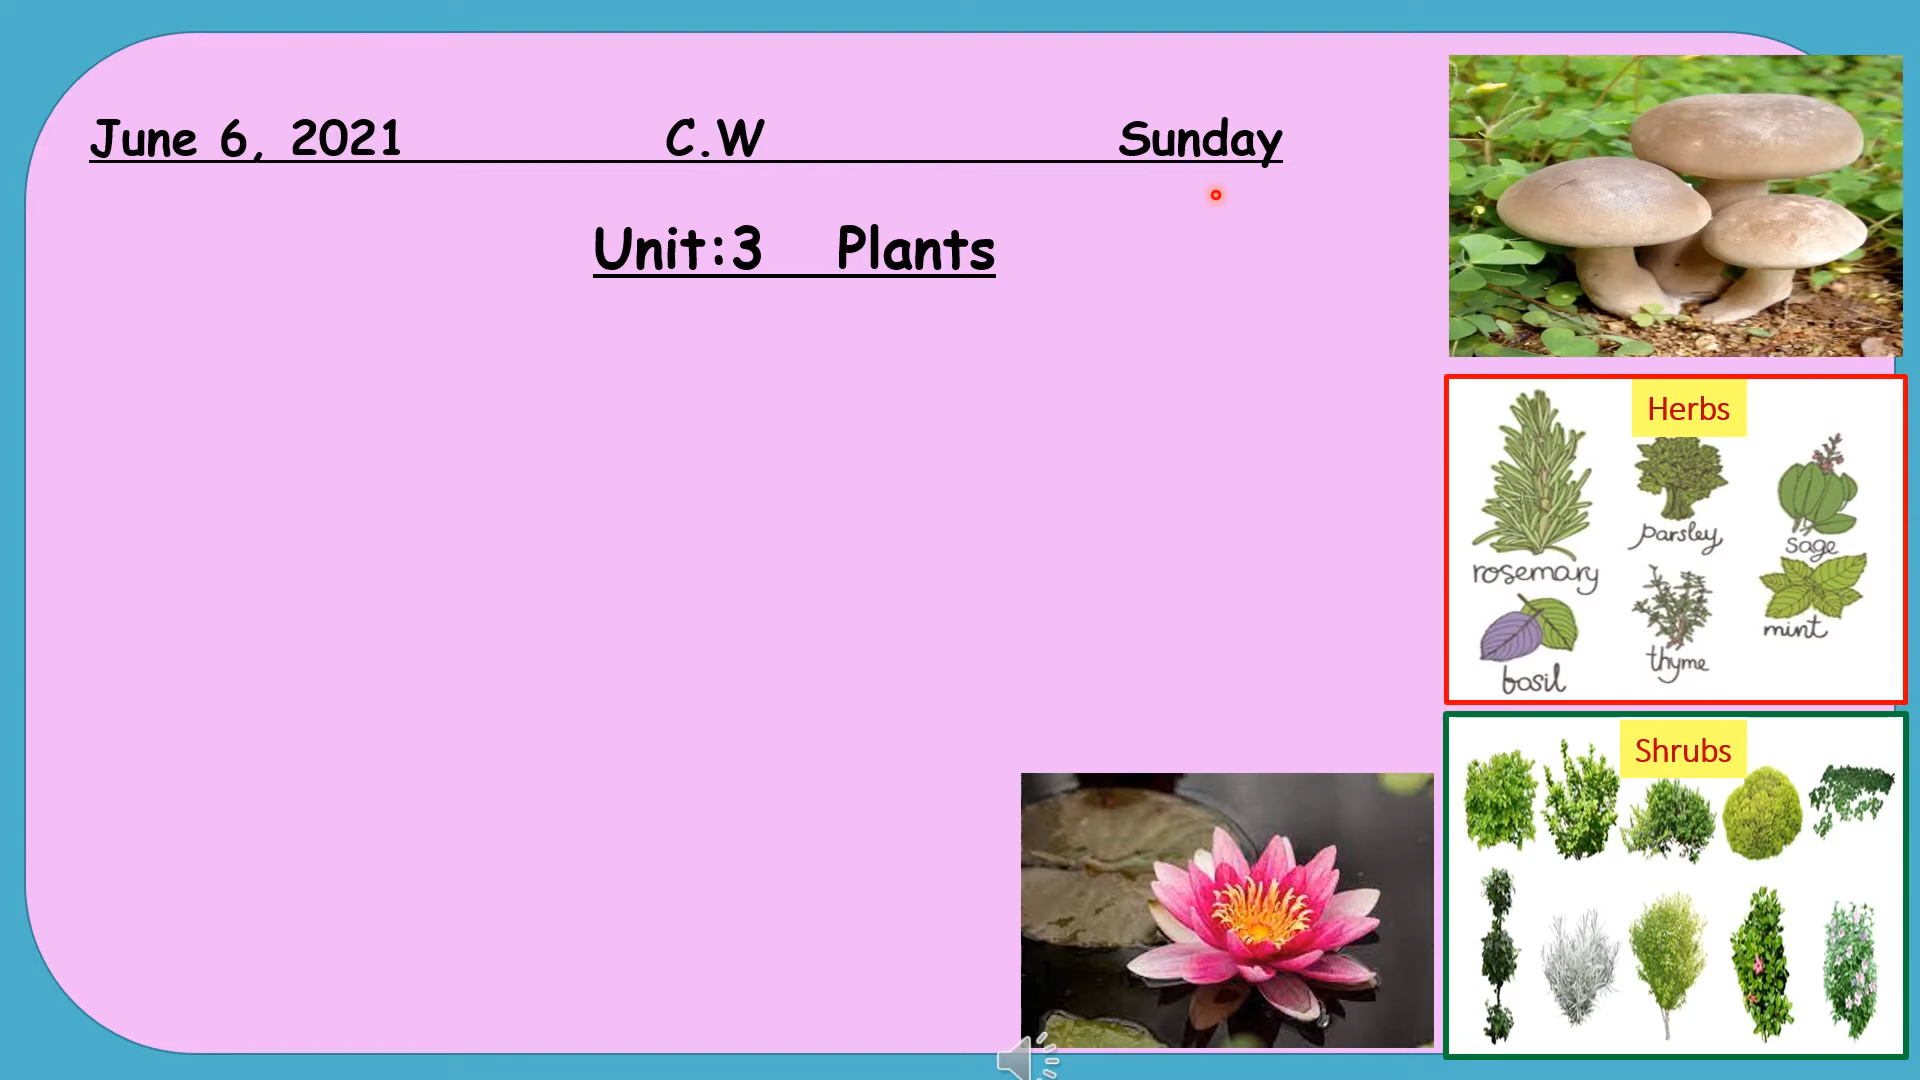 June 6, 2021 C.W Sunday
Unit:3 Plants
Herbs
parsley
sage
rosemary
mint
thyme
basil
Shrubs